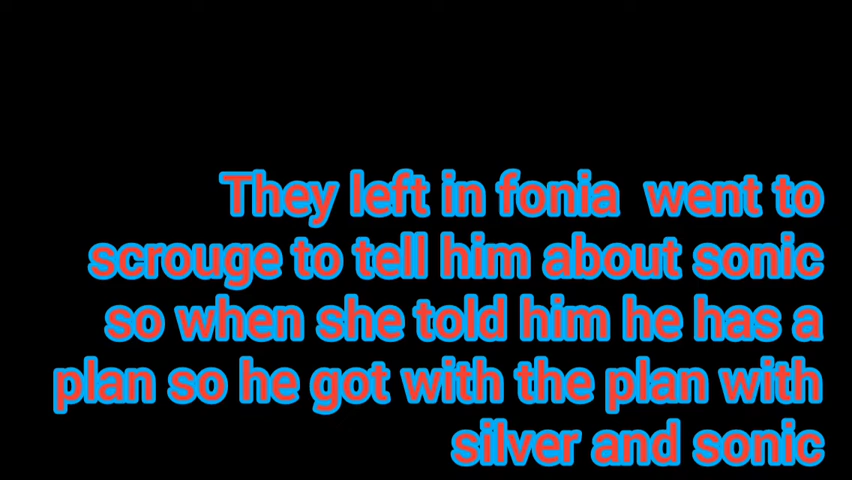 They left in fonia  went to
scrouge to tell him about sonic
so when she told him he has a
plan so he got with the plan with
silver and sonic